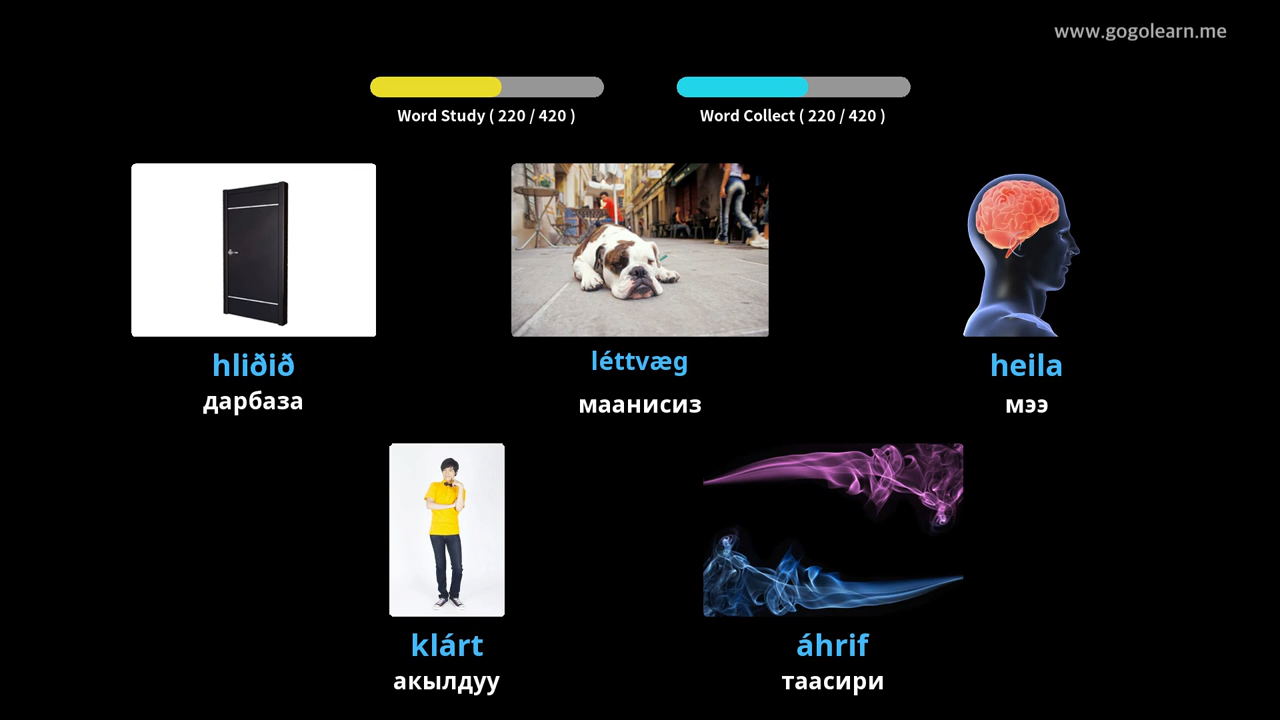 www.gogolearn.me
Word Study ( 220 / 420 )
Word Collect ( 220 / 420 )
hliðið
дарбаза
léttvæg
маанисиз
heila
мээ
klárt
акылдуу
áhrif
таасири